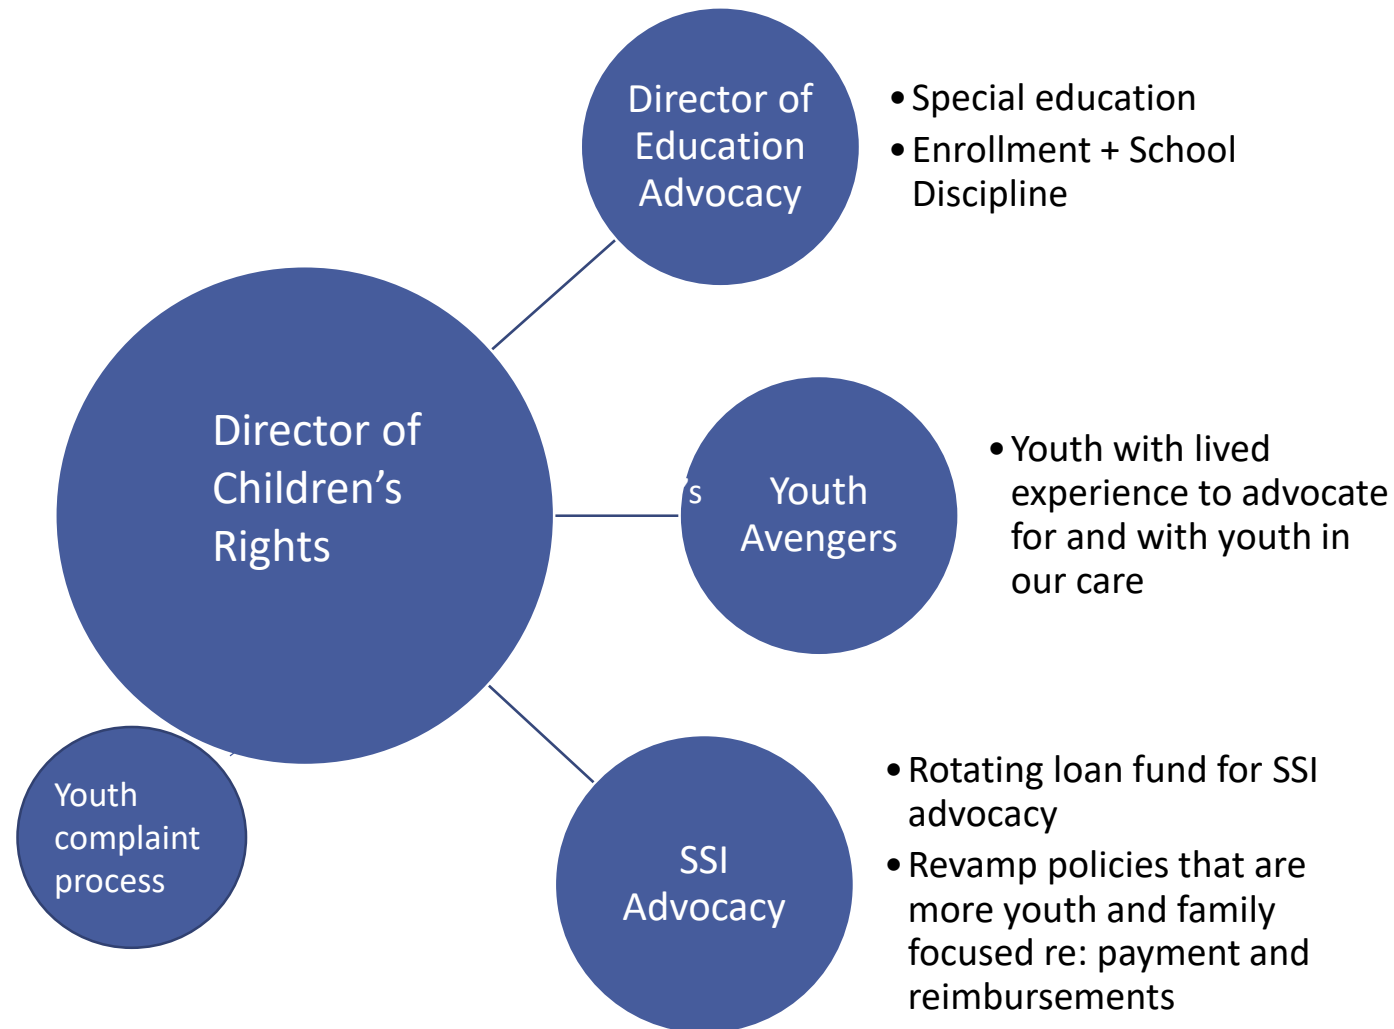 Director of
Education
Advocacy
• Special education
• Enrollment + School
Discipline
Director of
Children’s
Rights
’s
Youth
Avengers
• Youth with lived
experience to advocate
for and with youth in
our care
Youth
complaint
process
SSI
Advocacy
• Rotating loan fund for SSI
advocacy
• Revamp policies that are
more youth and family
focused re: payment and
reimbursements